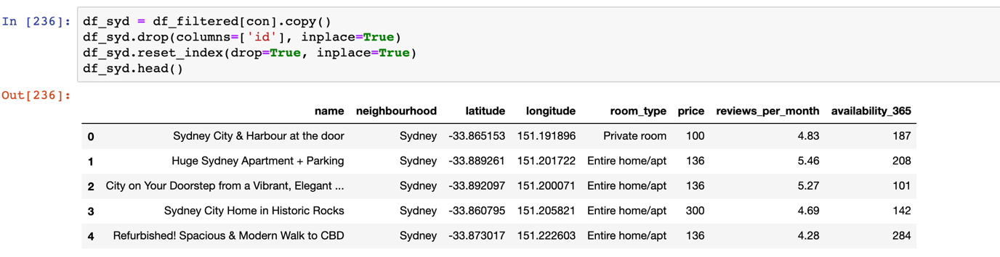 In [236]: df_syd = df_filtered[con].copy()
df_syd.drop(columns=['id'], inplace=True)
df_syd.reset_index(drop=True, inplace=True)
df_syd.head()
Out[236]:
name neighbourhood latitude longitude room_type price reviews_per_month availability_365
0 Sydney City & Harbour at the door Sydney -33.865153 151.191896 Private room 100 4.83 187
1 Huge Sydney Apartment + Parking Sydney -33.889261 151.201722 Entire home/apt 136 5.46 208
2 City on Your Doorstep from a Vibrant, Elegant ... Sydney -33.892097 151.200071 Entire home/apt 136 5.27 101
3 Sydney City Home in Historic Rocks Sydney -33.860795 151.205821 Entire home/apt 300 4.69 142
4 Refurbished! Spacious & Modern Walk to CBD Sydney -33.873017 151.222603 Entire home/apt 136 4.28 284